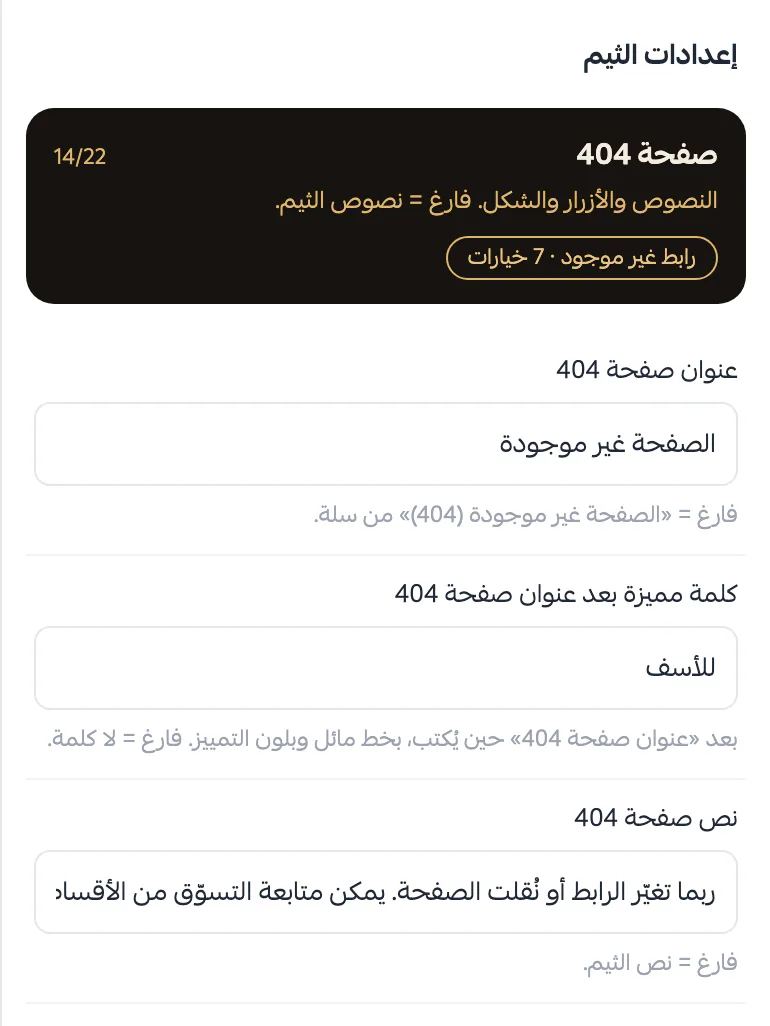 إعدادات الثيم
صفحة 404
14/22
النصوص والأزرار والشكل. فارغ = نصوص الثيم.
رابط غير موجود · 7 خيارات
عنوان صفحة 404
الصفحة غير موجودة
فارغ = «الصفحة غير موجودة (404)» من سلة.
كلمة مميزة بعد عنوان صفحة 404
للأسف
بعد «عنوان صفحة 404» حين يُكتب، بخط مائل وبلون التمييز. فارغ = لا كلمة.
نص صفحة 404
ربما تغيّر الرابط أو نُقلت الصفحة. يمكن متابعة التسوّق من
فارغ = نص الثيم.